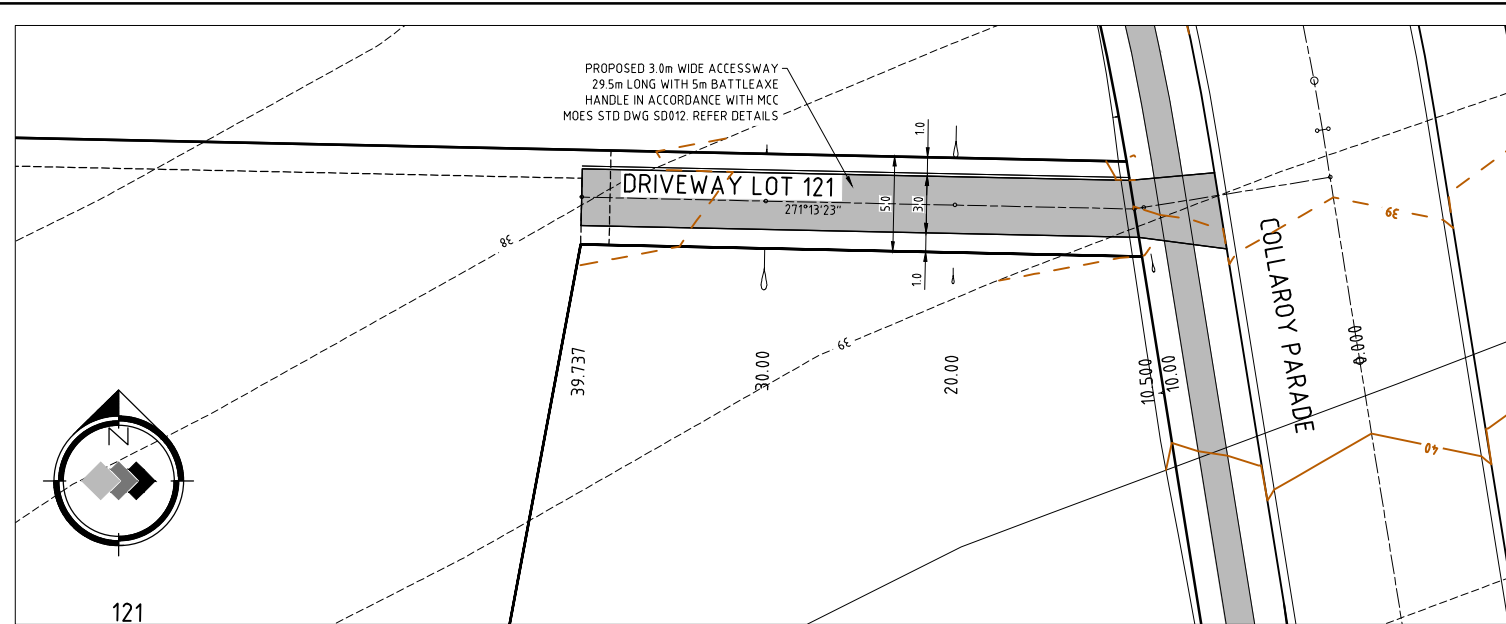 PROPOSED 3.0m WIDE ACCESSWAY
29.5m LONG WITH 5m BATTLEAXE
HANDLE IN ACCORDANCE WITH MCC
MOES STD DWG SD012. REFER DETAILS
DRIVEWAY LOT 121
271°13'23"
1.0
5.0
3.0
1.0
38
39
39
40
COLLAROY PARADE
0.000
39.737
30.00
20.00
10.500
10.00
N
121